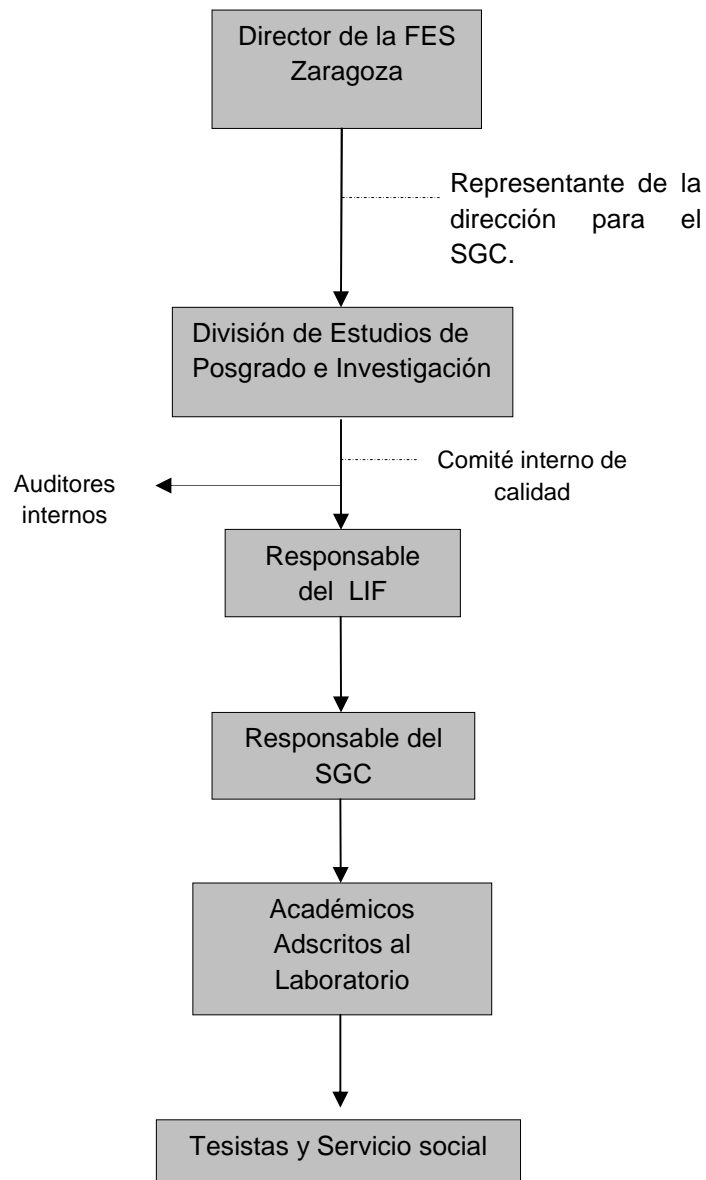 Director de la FES
Zaragoza
Representante de la
dirección para el
SGC.
División de Estudios de
Posgrado e Investigación
Comité interno de
calidad
Auditores
internos
Responsable
del LIF
Responsable del
SGC
Académicos
Adscritos al
Laboratorio
Tesistas y Servicio social